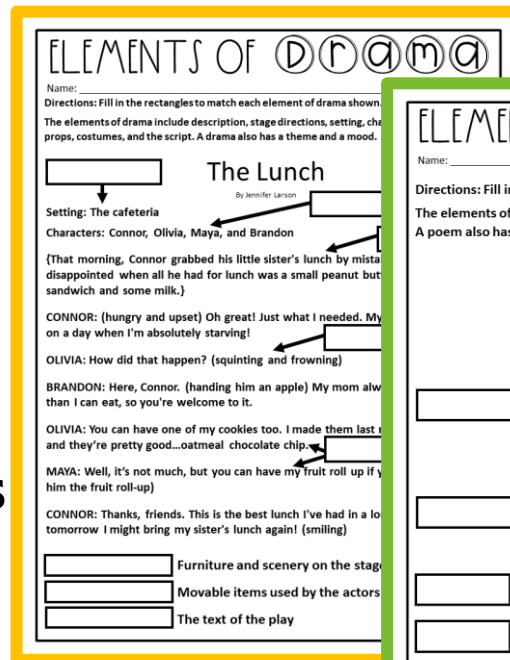 ELEMENTS OF Drama
Name:
Directions: Fill in the rectangles to match each element of drama shown.
The elements of drama include description, stage directions, setting, cha
props, costumes, and the script. A drama also has a theme and a mood.
The Lunch
By Jennifer Larson
Setting: The cafeteria
Characters: Connor, Olivia, Maya, and Brandon
{That morning, Connor grabbed his little sister's lunch by mista
disappointed when all he had for lunch was a small peanut but
sandwich and some milk.}
CONNOR: (hungry and upset) Oh great! Just what I needed. My
on a day when I'm absolutely starving!
OLIVIA: How did that happen? (squinting and frowning)
BRANDON: Here, Connor. (handing him an apple) My mom alw
than I can eat, so you're welcome to it.
OLIVIA: You can have one of my cookies too. I made them last
and they're pretty good...oatmeal chocolate chip.
MAYA: Well, it's not much, but you can have my fruit roll up if y
him the fruit roll-up)
CONNOR: Thanks, friends. This is the best lunch I've had in a lo
tomorrow I might bring my sister's lunch again! (smiling)
Furniture and scenery on the stag
Movable items used by the actors
The text of the play
s
ELEME
Name:
Directions: Fill i
The elements of
A poem also has